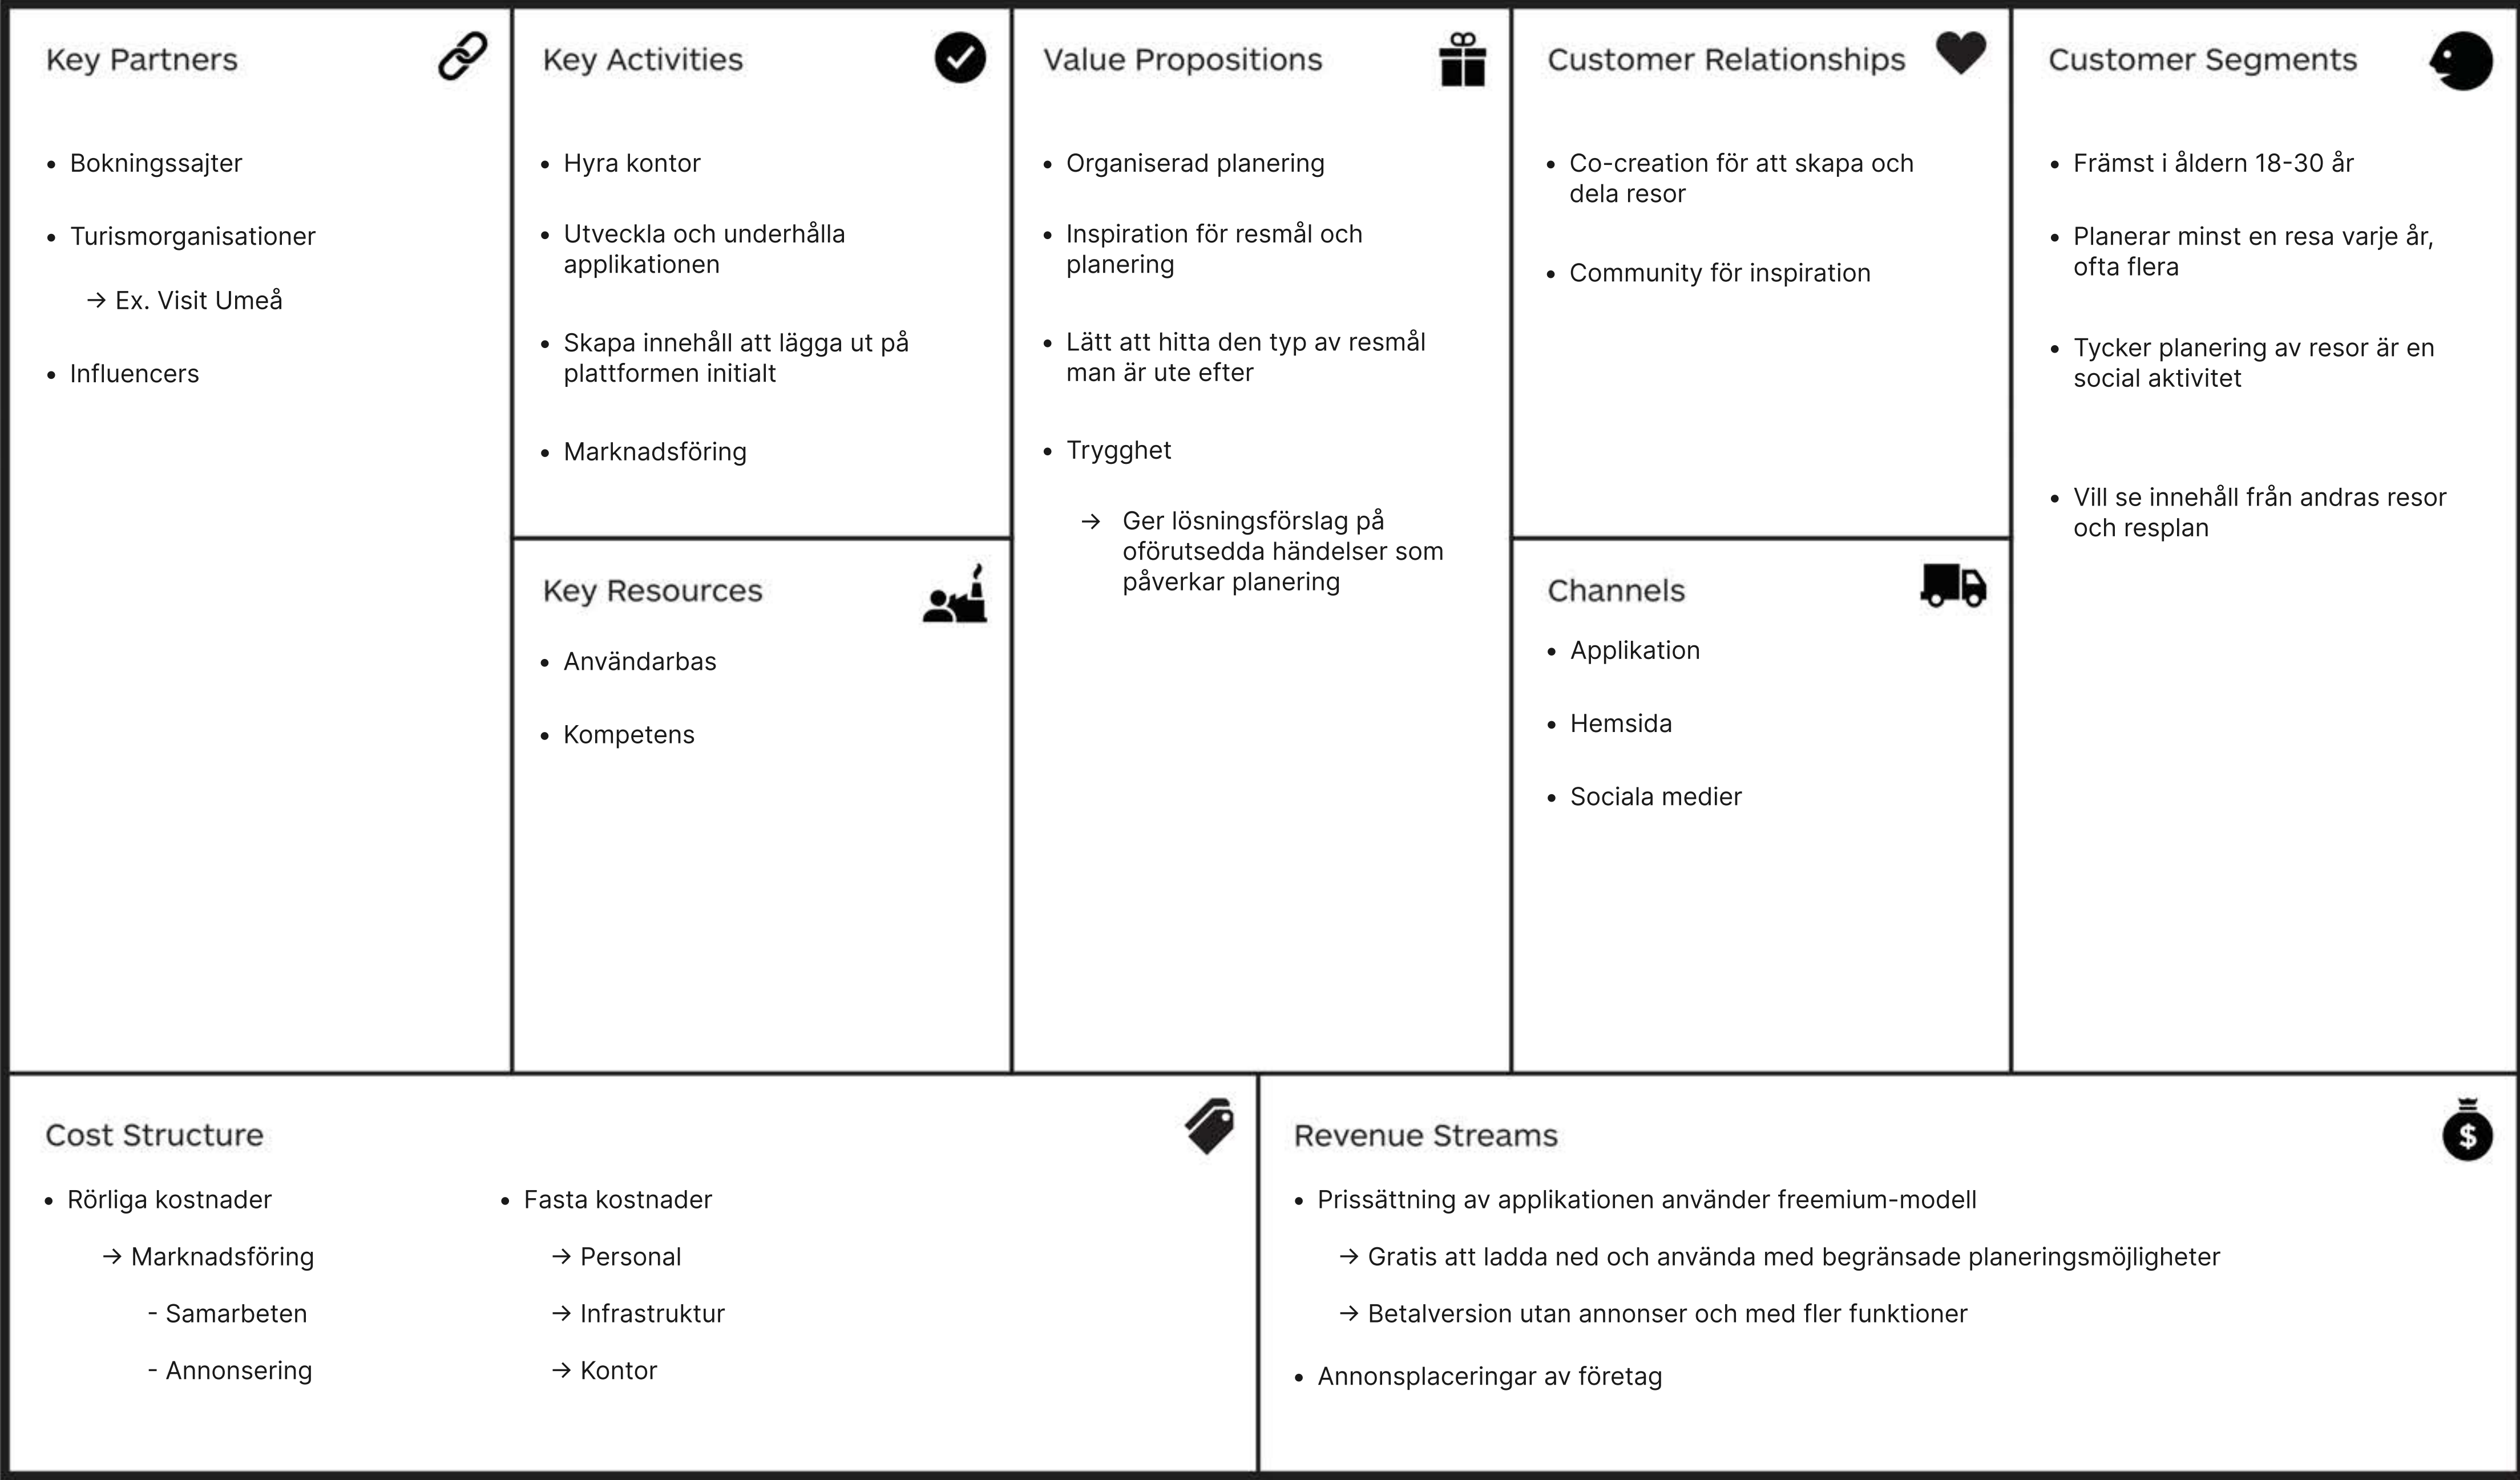 Key Partners
• Bokningssajter
• Turismorganisationer
→ Ex. Visit Umeå
• Influencers
Key Activities
• Hyra kontor
• Utveckla och underhålla
applikationen
• Skapa innehåll att lägga ut på
plattformen initialt
• Marknadsföring
Key Resources
• Användarbas
• Kompetens
Value Propositions
• Organiserad planering
• Inspiration för resmål och
planering
• Lätt att hitta den typ av resmål
man är ute efter
• Trygghet
→ Ger lösningsförslag på
oförutsedda händelser som
påverkar planering
Customer Relationships
• Co-creation för att skapa och
dela resor
• Community för inspiration
Channels
• Applikation
• Hemsida
• Sociala medier
Customer Segments
• Främst i åldern 18-30 år
• Planerar minst en resa varje år,
ofta flera
• Tycker planering av resor är en
social aktivitet
• Vill se innehåll från andras resor
och resplan
Cost Structure
• Rörliga kostnader
→ Marknadsföring
- Samarbeten
- Annonsering
• Fasta kostnader
→ Personal
→ Infrastruktur
→ Kontor
Revenue Streams
$
• Prissättning av applikationen använder freemium-modell
→ Gratis att ladda ned och använda med begränsade planeringsmöjligheter
→ Betalversion utan annonser och med fler funktioner
• Annonsplaceringar av företag